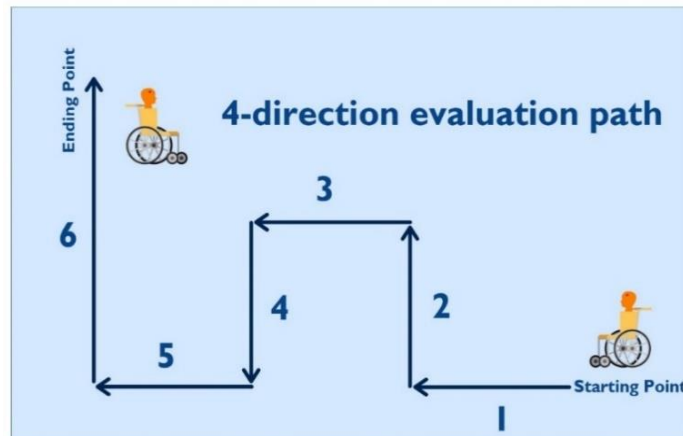 Ending Point
4-direction evaluation path
3
6
4
2
5
Starting Point
1